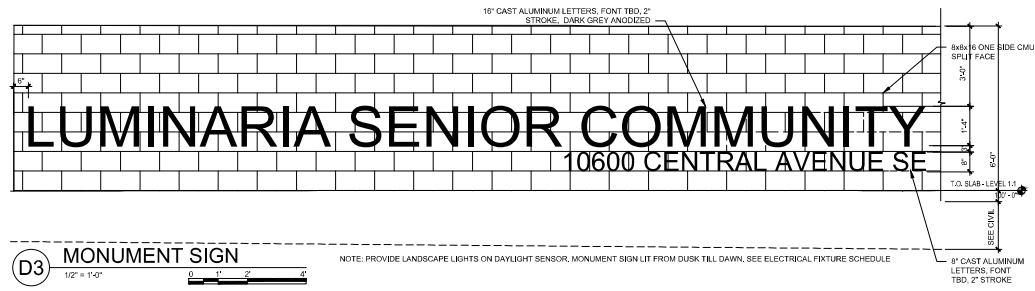 16" CAST ALUMINUM LETTERS, FONT TBD, 2"
STROKE, DARK GREY ANODIZED
8x8x16 ONE SIDE CMU
SPLIT FACE
6"
3'-0"
LUMINARIA SENIOR COMMUNITY
1'-4"
3"
10600 CENTRAL AVENUE SE
8"
6'-0"
T.O. SLAB - LEVEL 1.1
100' - 0"
SEE CIVIL
D3
MONUMENT SIGN
1/2" = 1'-0"
0 1' 2' 4'
NOTE: PROVIDE LANDSCAPE LIGHTS ON DAYLIGHT SENSOR, MONUMENT SIGN LIT FROM DUSK TILL DAWN, SEE ELECTRICAL FIXTURE SCHEDULE
8" CAST ALUMINUM
LETTERS, FONT
TBD, 2" STROKE